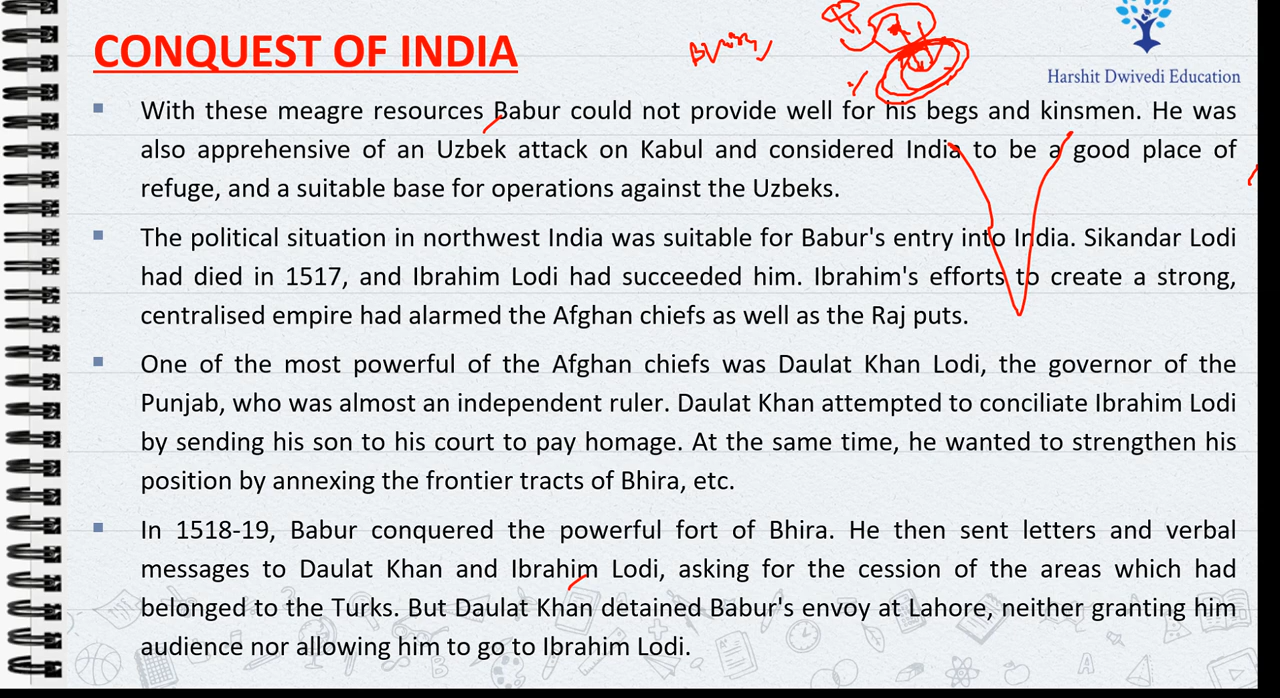 CONQUEST OF INDIA
Harshit Dwivedi Education
With these meagre resources Babur could not provide well for his begs and kinsmen. He was
also apprehensive of an Uzbek attack on Kabul and considered India to be a good place of
refuge, and a suitable base for operations against the Uzbeks.
The political situation in northwest India was suitable for Babur's entry into India. Sikandar Lodi
had died in 1517, and Ibrahim Lodi had succeeded him. Ibrahim's efforts to create a strong,
centralised empire had alarmed the Afghan chiefs as well as the Raj puts.
One of the most powerful of the Afghan chiefs was Daulat Khan Lodi, the governor of the
Punjab, who was almost an independent ruler. Daulat Khan attempted to conciliate Ibrahim Lodi
by sending his son to his court to pay homage. At the same time, he wanted to strengthen his
position by annexing the frontier tracts of Bhira, etc.
In 1518-19, Babur conquered the powerful fort of Bhira. He then sent letters and verbal
messages to Daulat Khan and Ibrahim Lodi, asking for the cession of the areas which had
belonged to the Turks. But Daulat Khan detained Babur's envoy at Lahore, neither granting him
audience nor allowing him to go to Ibrahim Lodi.